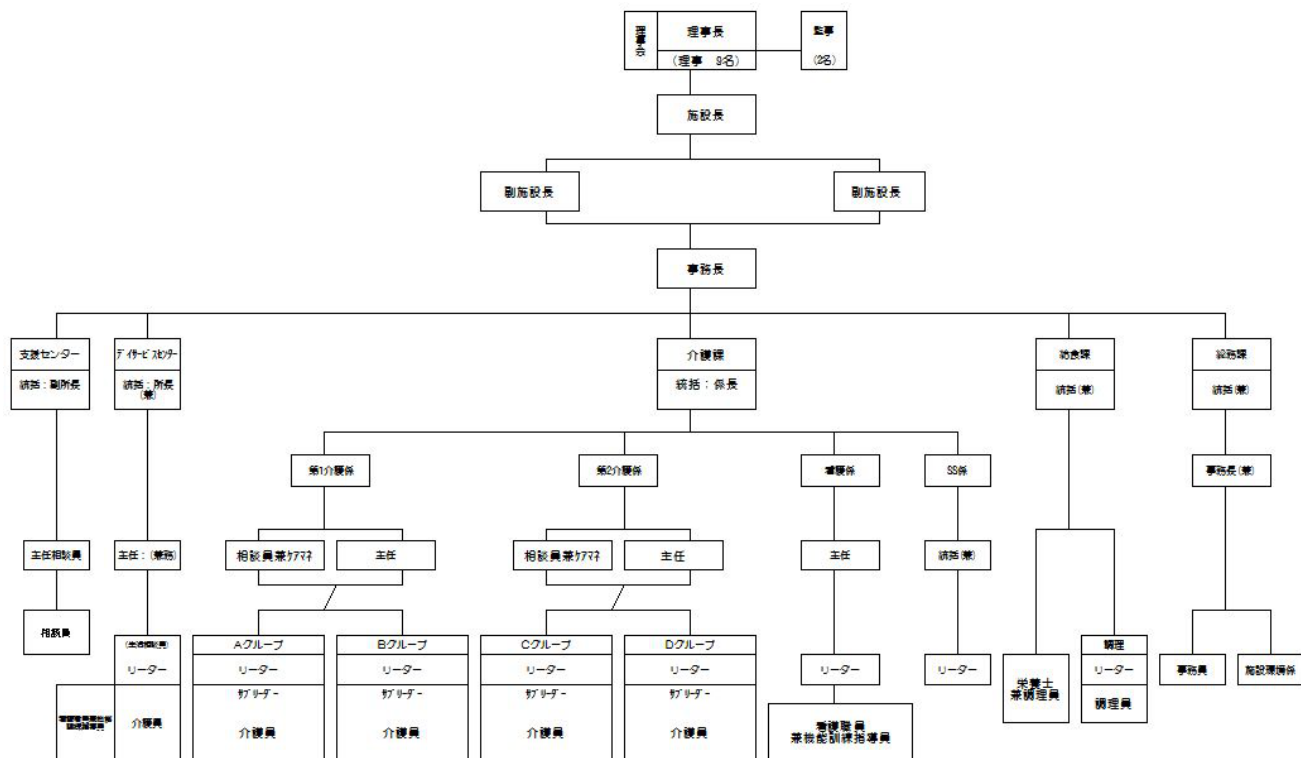 理事会
理事長
(理事 9名)
監事
(2名)
施設長
副施設長
副施設長
事務長
支援センター
統括：副所長
デイサービスセンター
統括：所長
(兼)
介護課
統括：係長
給食課
統括(兼)
総務課
統括(兼)
第1介護係
第2介護係
看護係
SS係
事務長(兼)
主任相談員
主任：(兼務)
相談員兼ケアマネ
主任
相談員兼ケアマネ
主任
主任
統括(兼)
相談員
(生活相談員)
リーダー
介護員
Aグループ
リーダー
サブリーダー
介護員
Bグループ
リーダー
サブリーダー
介護員
Cグループ
リーダー
サブリーダー
介護員
Dグループ
リーダー
サブリーダー
介護員
リーダー
看護職員
兼機能訓練指導員
リーダー
栄養士
兼調理員
調理
リーダー
調理員
事務員
施設環境係